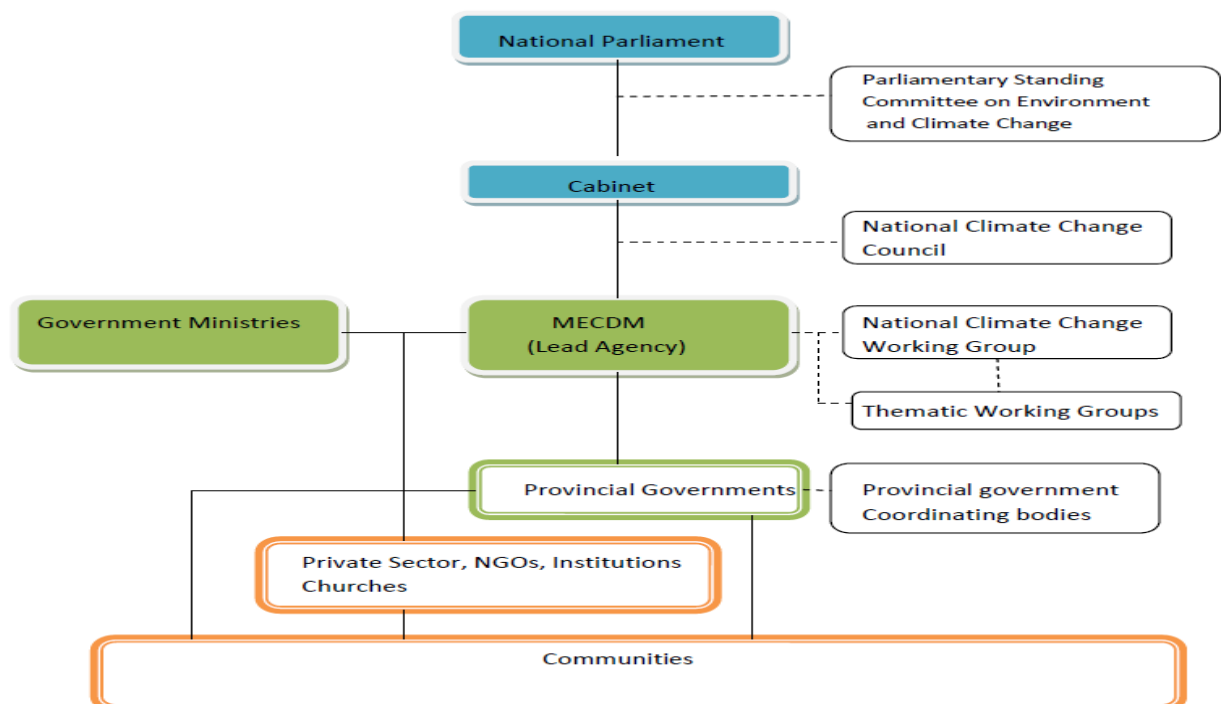 National Parliament
Parliamentary Standing
Committee on Environment
and Climate Change
Cabinet
National Climate Change
Council
Government Ministries
MECDM
(Lead Agency)
National Climate Change
Working Group
Thematic Working Groups
Provincial Governments
Provincial government
Coordinating bodies
Private Sector, NGOs, Institutions
Churches
Communities